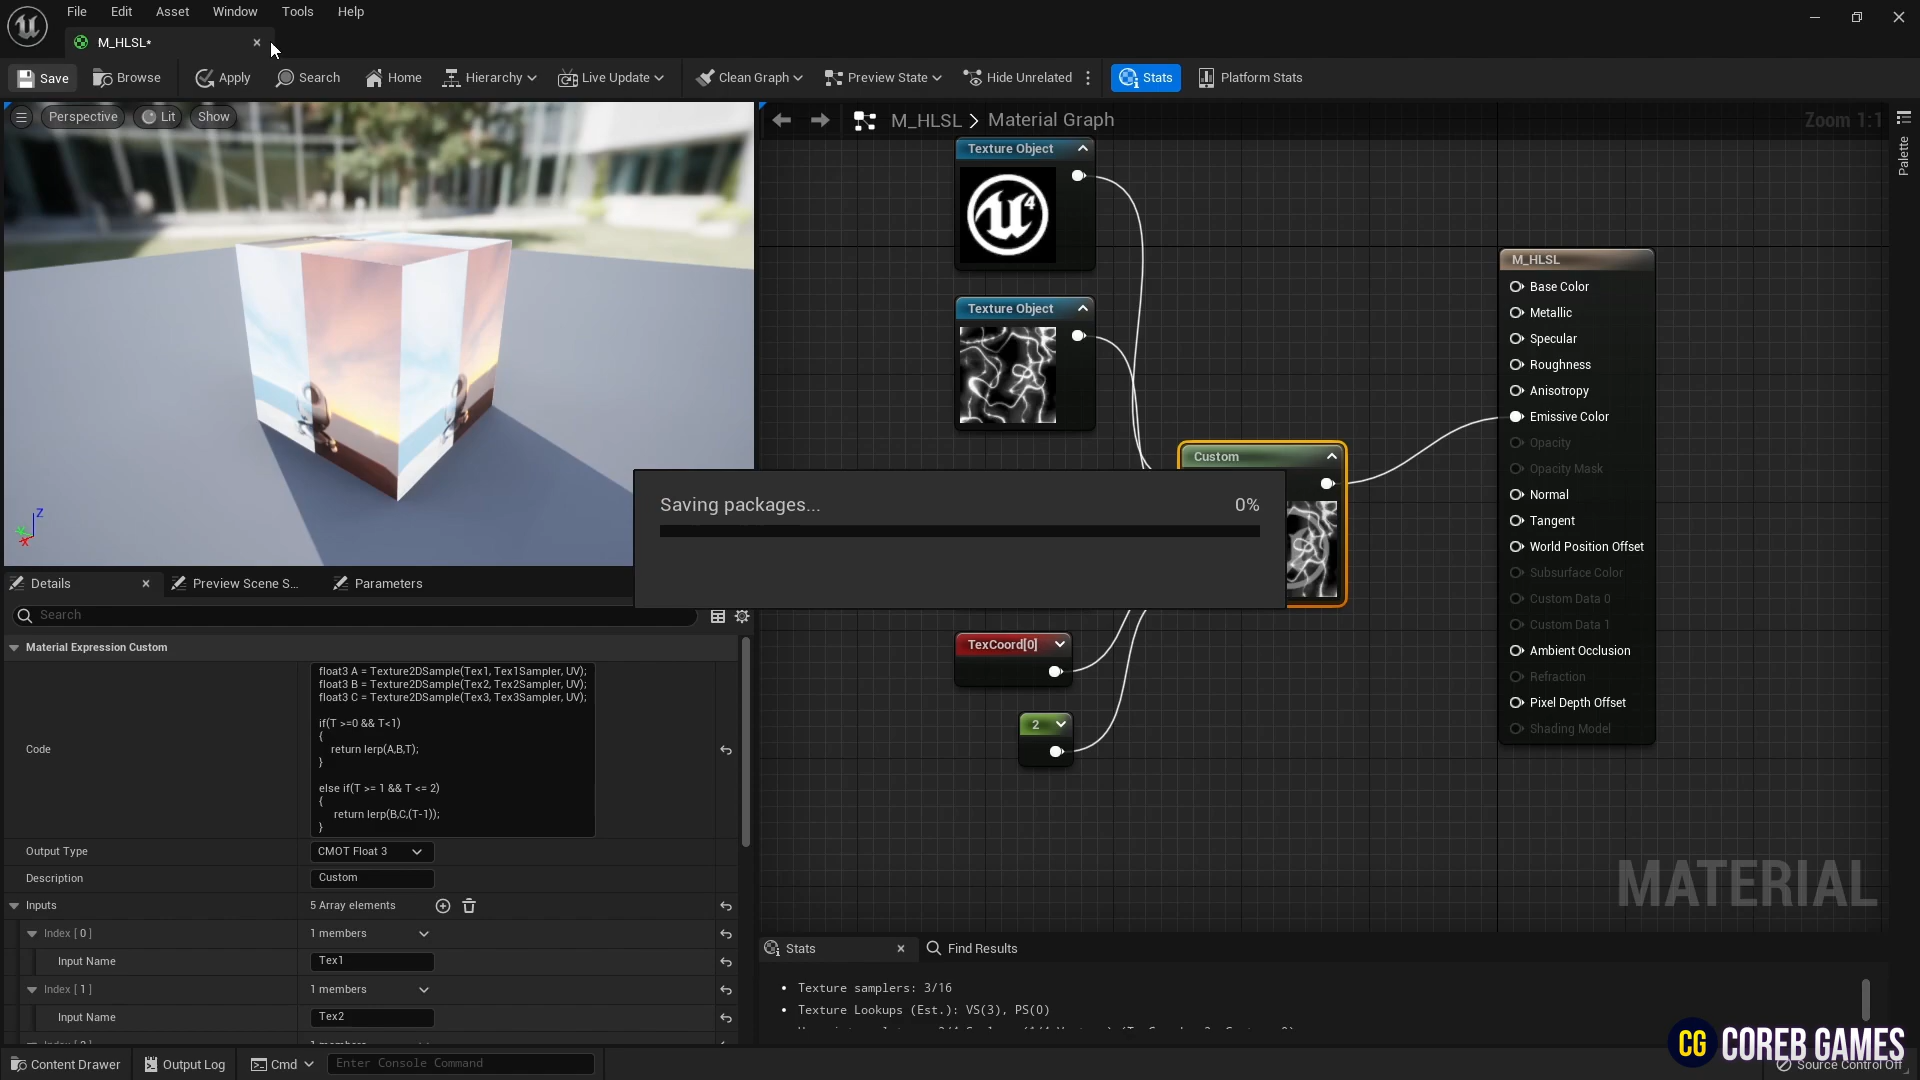 File Edit Asset Window Tools Help
M_HLSL*
Save Browse Apply Search Home Hierarchy Live Update Clean Graph Preview State Hide Unrelated Stats Platform Stats
Perspective Lit Show
M_HLSL > Material Graph
Zoom 1:1
Palette
Texture Object
Texture Object
M_HLSL
Base Color
Metallic
Specular
Roughness
Anisotropy
Emissive Color
Opacity
Opacity Mask
Normal
Tangent
World Position Offset
Subsurface Color
Custom Data 0
Custom Data 1
Ambient Occlusion
Refraction
Pixel Depth Offset
Shading Model
Custom
Saving packages... 0%
TexCoord[0]
2
MATERIAL
Details Preview Scene S... Parameters
Search
Material Expression Custom
Code
float3 A = Texture2DSample(Tex1, Tex1Sampler, UV);
float3 B = Texture2DSample(Tex2, Tex2Sampler, UV);
float3 C = Texture2DSample(Tex3, Tex3Sampler, UV);
if(T >=0 && T<1)
{
return lerp(A,B,T);
}
else if(T >= 1 && T <= 2)
{
return lerp(B,C,(T-1));
}
Output Type CMOT Float 3
Description Custom
Inputs 5 Array elements
Index [ 0 ] 1 members
Input Name Tex1
Index [ 1 ] 1 members
Input Name Tex2
Stats Find Results
• Texture samplers: 3/16
• Texture Lookups (Est.): VS(3), PS(0)
Content Drawer Output Log Cmd Enter Console Command
CG COREB GAMES
Source Control Off